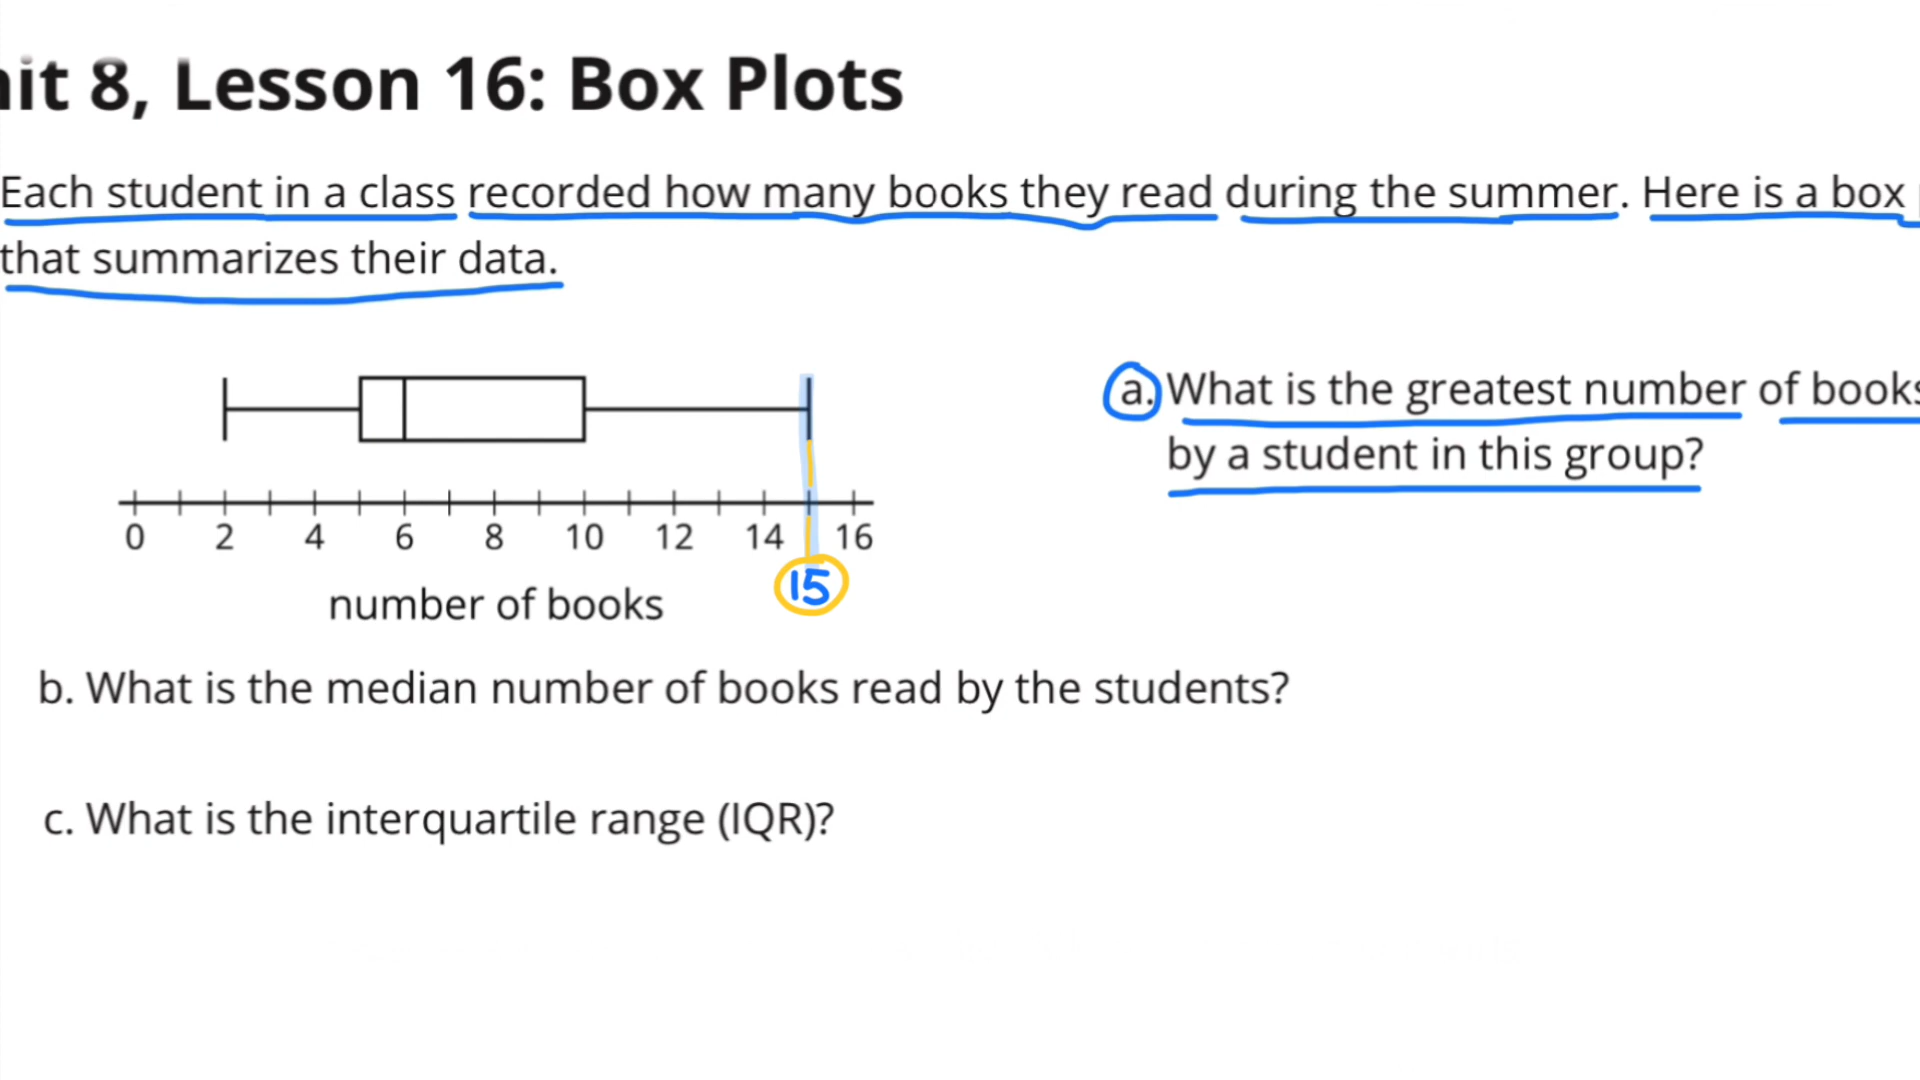 nit 8, Lesson 16: Box Plots
Each student in a class recorded how many books they read during the summer. Here is a box
that summarizes their data.
a. What is the greatest number of books
by a student in this group?
0 2 4 6 8 10 12 14 16
15
number of books
b. What is the median number of books read by the students?
c. What is the interquartile range (IQR)?